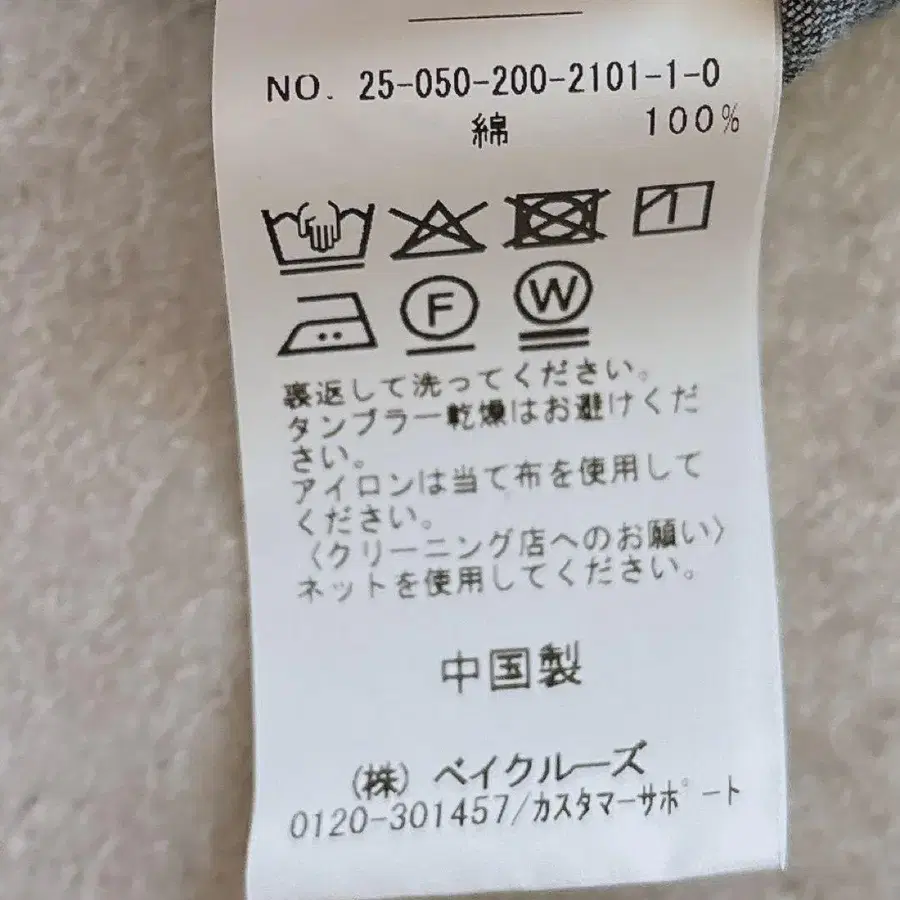 NO. 25-050-200-2101-1-0
綿 100%
F W
裏返して洗ってください。
タンブラー乾燥はお避けくだ
さい。
アイロンは当て布を使用して
ください。
〈クリーニング店へのお願い〉
ネットを使用してください。
中国製
(株) ベイクルーズ
0120-301457/カスタマーサポート